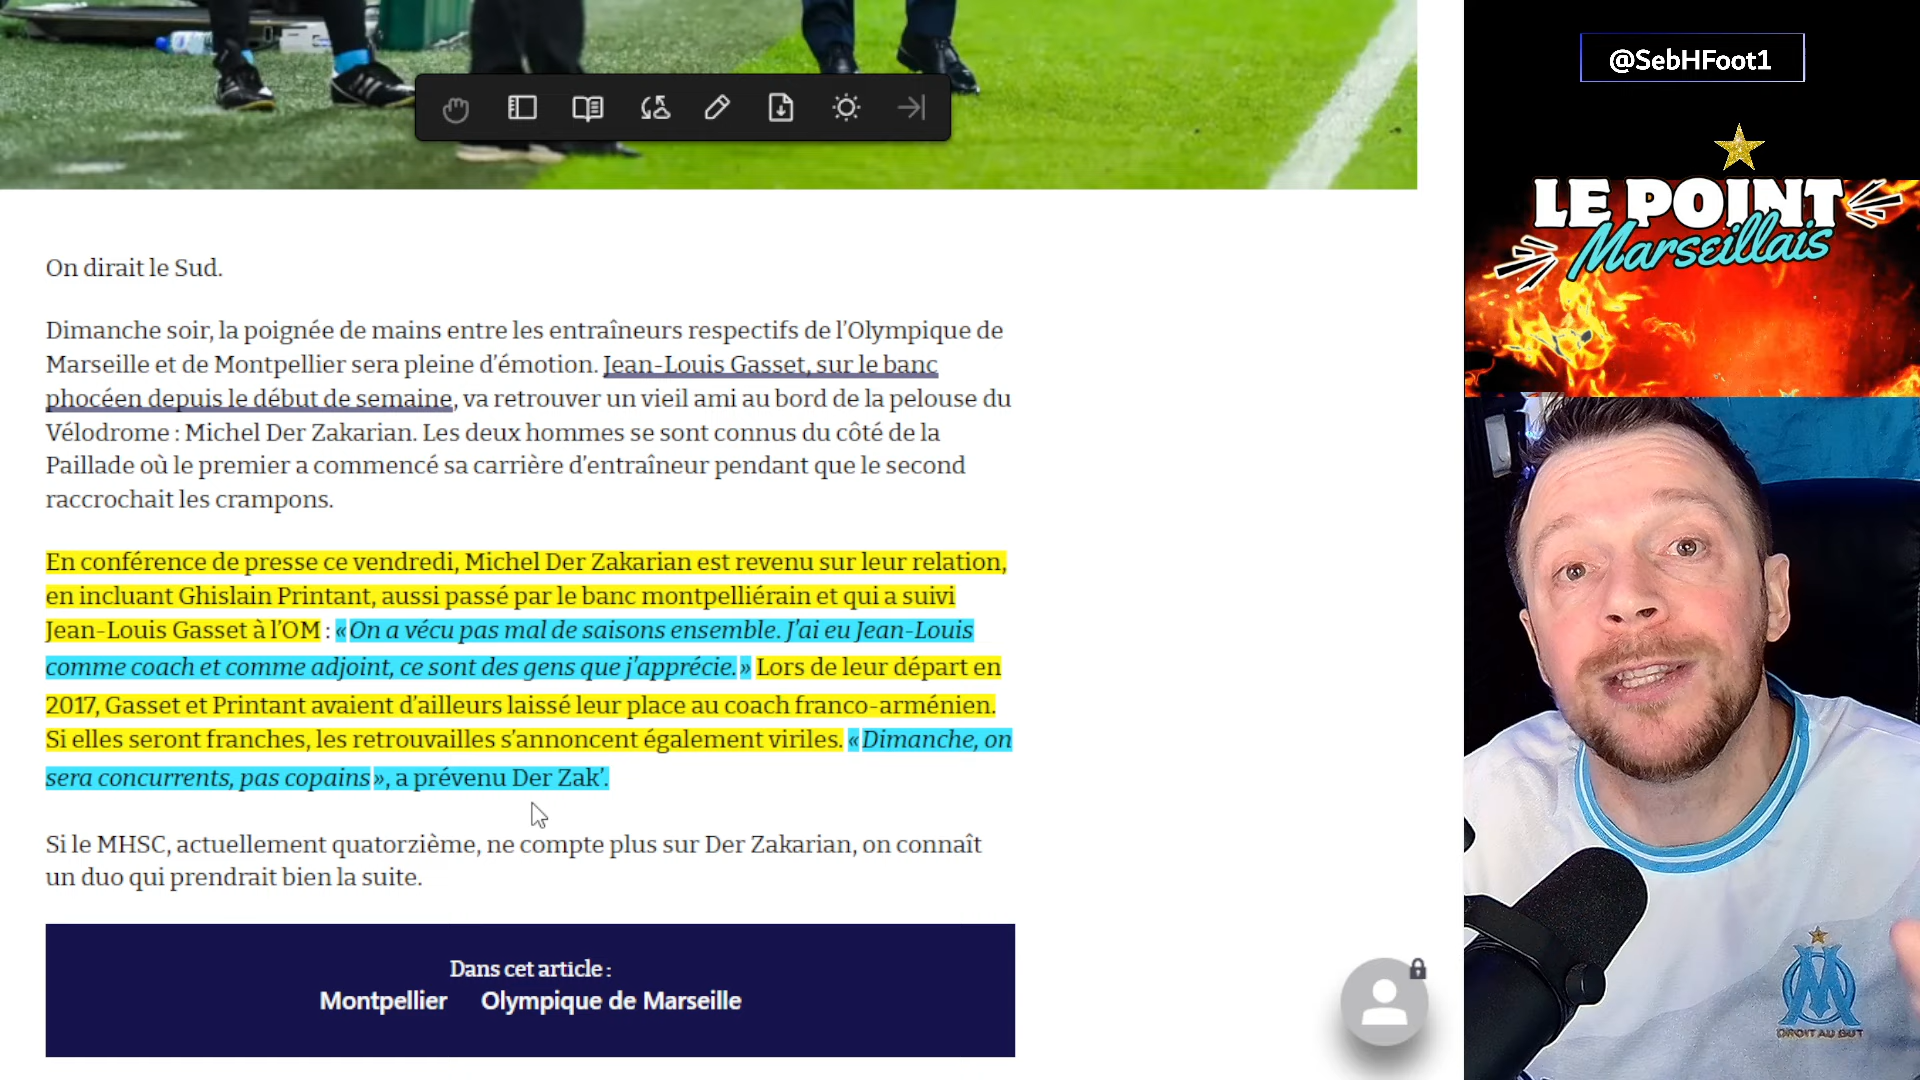 @SebHFoot1
LE POINT
Marseillais
On dirait le Sud.
Dimanche soir, la poignée de mains entre les entraîneurs respectifs de l’Olympique de
Marseille et de Montpellier sera pleine d’émotion. Jean-Louis Gasset, sur le banc
phocéen depuis le début de semaine, va retrouver un vieil ami au bord de la pelouse du
Vélodrome : Michel Der Zakarian. Les deux hommes se sont connus du côté de la
Paillade où le premier a commencé sa carrière d’entraîneur pendant que le second
raccrochait les crampons.
En conférence de presse ce vendredi, Michel Der Zakarian est revenu sur leur relation,
en incluant Ghislain Printant, aussi passé par le banc montpelliérain et qui a suivi
Jean-Louis Gasset à l’OM : « On a vécu pas mal de saisons ensemble. J’ai eu Jean-Louis
comme coach et comme adjoint, ce sont des gens que j’apprécie. » Lors de leur départ en
2017, Gasset et Printant avaient d’ailleurs laissé leur place au coach franco-arménien.
Si elles seront franches, les retrouvailles s’annoncent également viriles. « Dimanche, on
sera concurrents, pas copains », a prévenu Der Zak’.
Si le MHSC, actuellement quatorzième, ne compte plus sur Der Zakarian, on connaît
un duo qui prendrait bien la suite.
Dans cet article :
Montpellier Olympique de Marseille
DROIT AU BUT